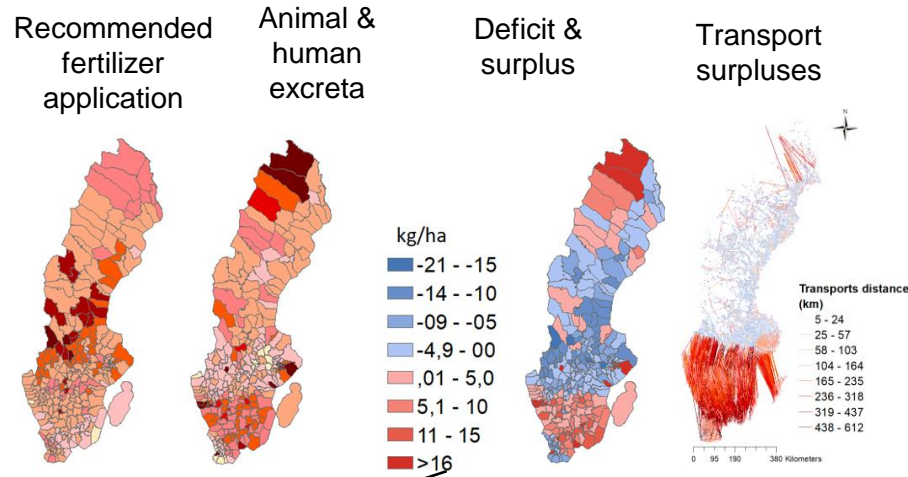 Recommended
fertilizer
application
Animal &
human
excreta
Deficit &
surplus
Transport
surpluses
N
kg/ha
-21 - -15
-14 - -10
-09 - -05
-4,9 - 00
,01 - 5,0
5,1 - 10
11 - 15
>16
Transports distance
(km)
5 - 24
25 - 57
58 - 103
104 - 164
165 - 235
236 - 318
319 - 437
438 - 612
0 95 190 380 Kilometers